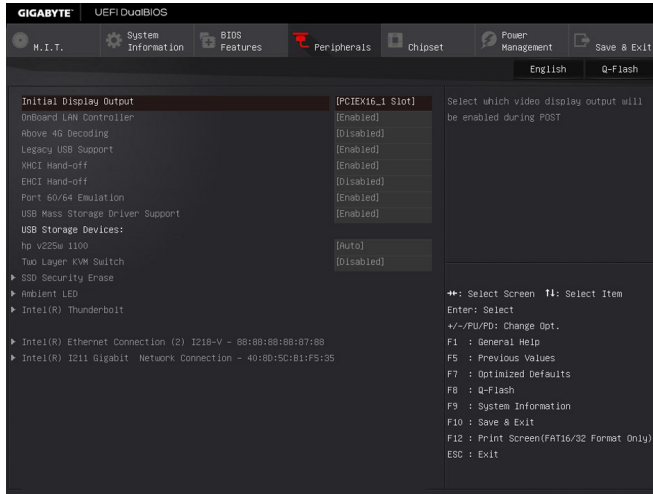 GIGABYTE™ UEFI DualBIOS
M.I.T. System Information BIOS Features Peripherals Chipset Power Management Save & Exit
English Q-Flash
Initial Display Output [PCIEX16_1 Slot]
OnBoard LAN Controller [Enabled]
Above 4G Decoding [Disabled]
Legacy USB Support [Enabled]
XHCI Hand-off [Enabled]
EHCI Hand-off [Disabled]
Port 60/64 Emulation [Enabled]
USB Mass Storage Driver Support [Enabled]
USB Storage Devices:
hp v225w 1100 [Auto]
Two Layer KVM Switch [Disabled]
▶ SSD Security Erase
▶ Ambient LED
▶ Intel(R) Thunderbolt
▶ Intel(R) Ethernet Connection (2) I218-V - 88:88:88:88:87:88
▶ Intel(R) I211 Gigabit Network Connection - 40:8D:5C:B1:F5:35
Select which video display output will
be enabled during POST
→←: Select Screen ↑↓: Select Item
Enter: Select
+/-/PU/PD: Change Opt.
F1 : General Help
F5 : Previous Values
F7 : Optimized Defaults
F8 : Q-Flash
F9 : System Information
F10 : Save & Exit
F12 : Print Screen(FAT16/32 Format Only)
ESC : Exit